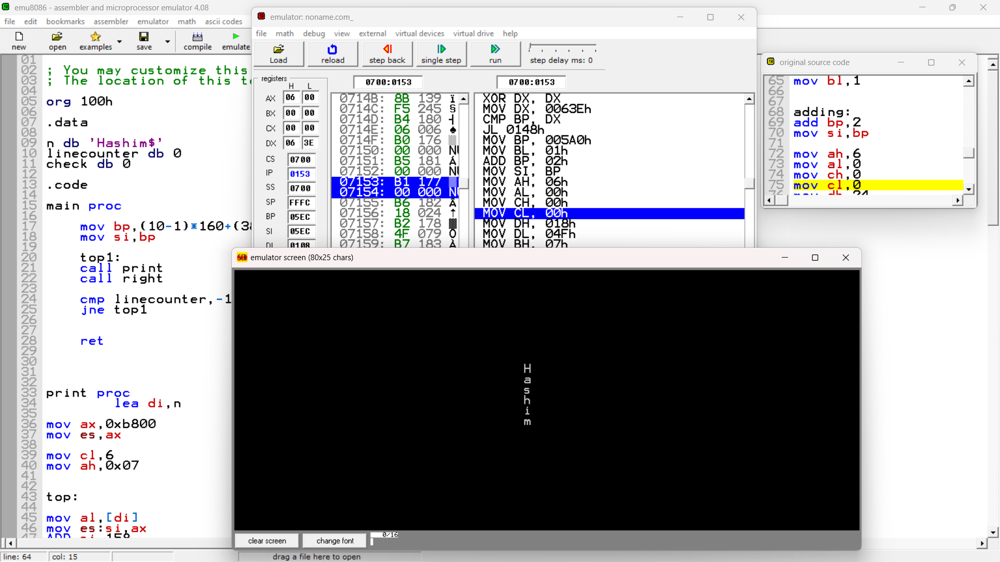 emu8086 - assembler and microprocessor emulator 4.08
file edit bookmarks assembler emulator math ascii codes
new open examples save compile emulate
01
02 ; You may customize this
03 ; The location of this te
04
05 org 100h
06
07 .data
08
09 n db 'Hashim$'
10 linecounter db 0
11 check db 0
12
13 .code
14
15 main proc
16
17 mov bp,(10-1)*160+(38
18 mov si,bp
19
20 top1:
21 call print
22 call right
23
24 cmp linecounter,-1
25 jne top1
26
27
28 ret
29
30
31
32
33 print proc
34 lea di,n
35
36 mov ax,0xb800
37 mov es,ax
38
39 mov cl,6
40 mov ah,0x07
41
42
43 top:
44
45 mov al,[di]
46 mov es:si,ax
47 ADD si,158
line: 64 col: 15
drag a file here to open
emulator: noname.com_
file math debug view external virtual devices virtual drive help
Load reload step back single step run step delay ms: 0
registers
H L
AX 06 00
BX 00 00
CX 00 00
DX 06 3E
CS 0700
IP 0153
SS 0700
SP FFFC
BP 05EC
SI 05EC
DI 0108
0700:0153
0714B: 8B 139 ï
0714C: F5 245 §
0714D: B4 180 ┤
0714E: 06 006 ♠
0714F: B0 176 ░
07150: 00 000 NU
07151: B5 181 Á
07152: 00 000 NU
07153: B1 177 ▒
07154: 00 000 NU
07155: B6 182 Â
07156: 18 024 ↑
07157: B2 178 ▓
07158: 4F 079 O
07159: B7 183 À
0700:0153
XOR DX, DX
MOV DX, 0063Eh
CMP BP, DX
JL 0148h
MOV BP, 005A0h
MOV BL, 01h
ADD BP, 02h
MOV SI, BP
MOV AH, 06h
MOV AL, 00h
MOV CH, 00h
MOV CL, 00h
MOV DH, 018h
MOV DL, 04Fh
MOV BH, 07h
original source code
65 mov bl,1
66
67
68 adding:
69 add bp,2
70 mov si,bp
71
72 mov ah,6
73 mov al,0
74 mov ch,0
75 mov cl,0
76 mov dh,24
SCR emulator screen (80x25 chars)
H
a
s
h
i
m
clear screen change font 0/16